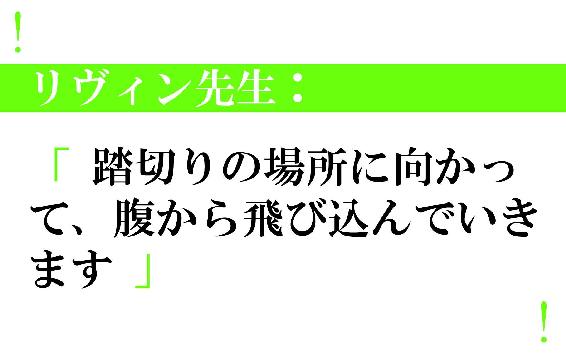 !
リヴィン先生：
「 踏切りの場所に向かっ
て、腹から飛び込んでいき
ます 」
!